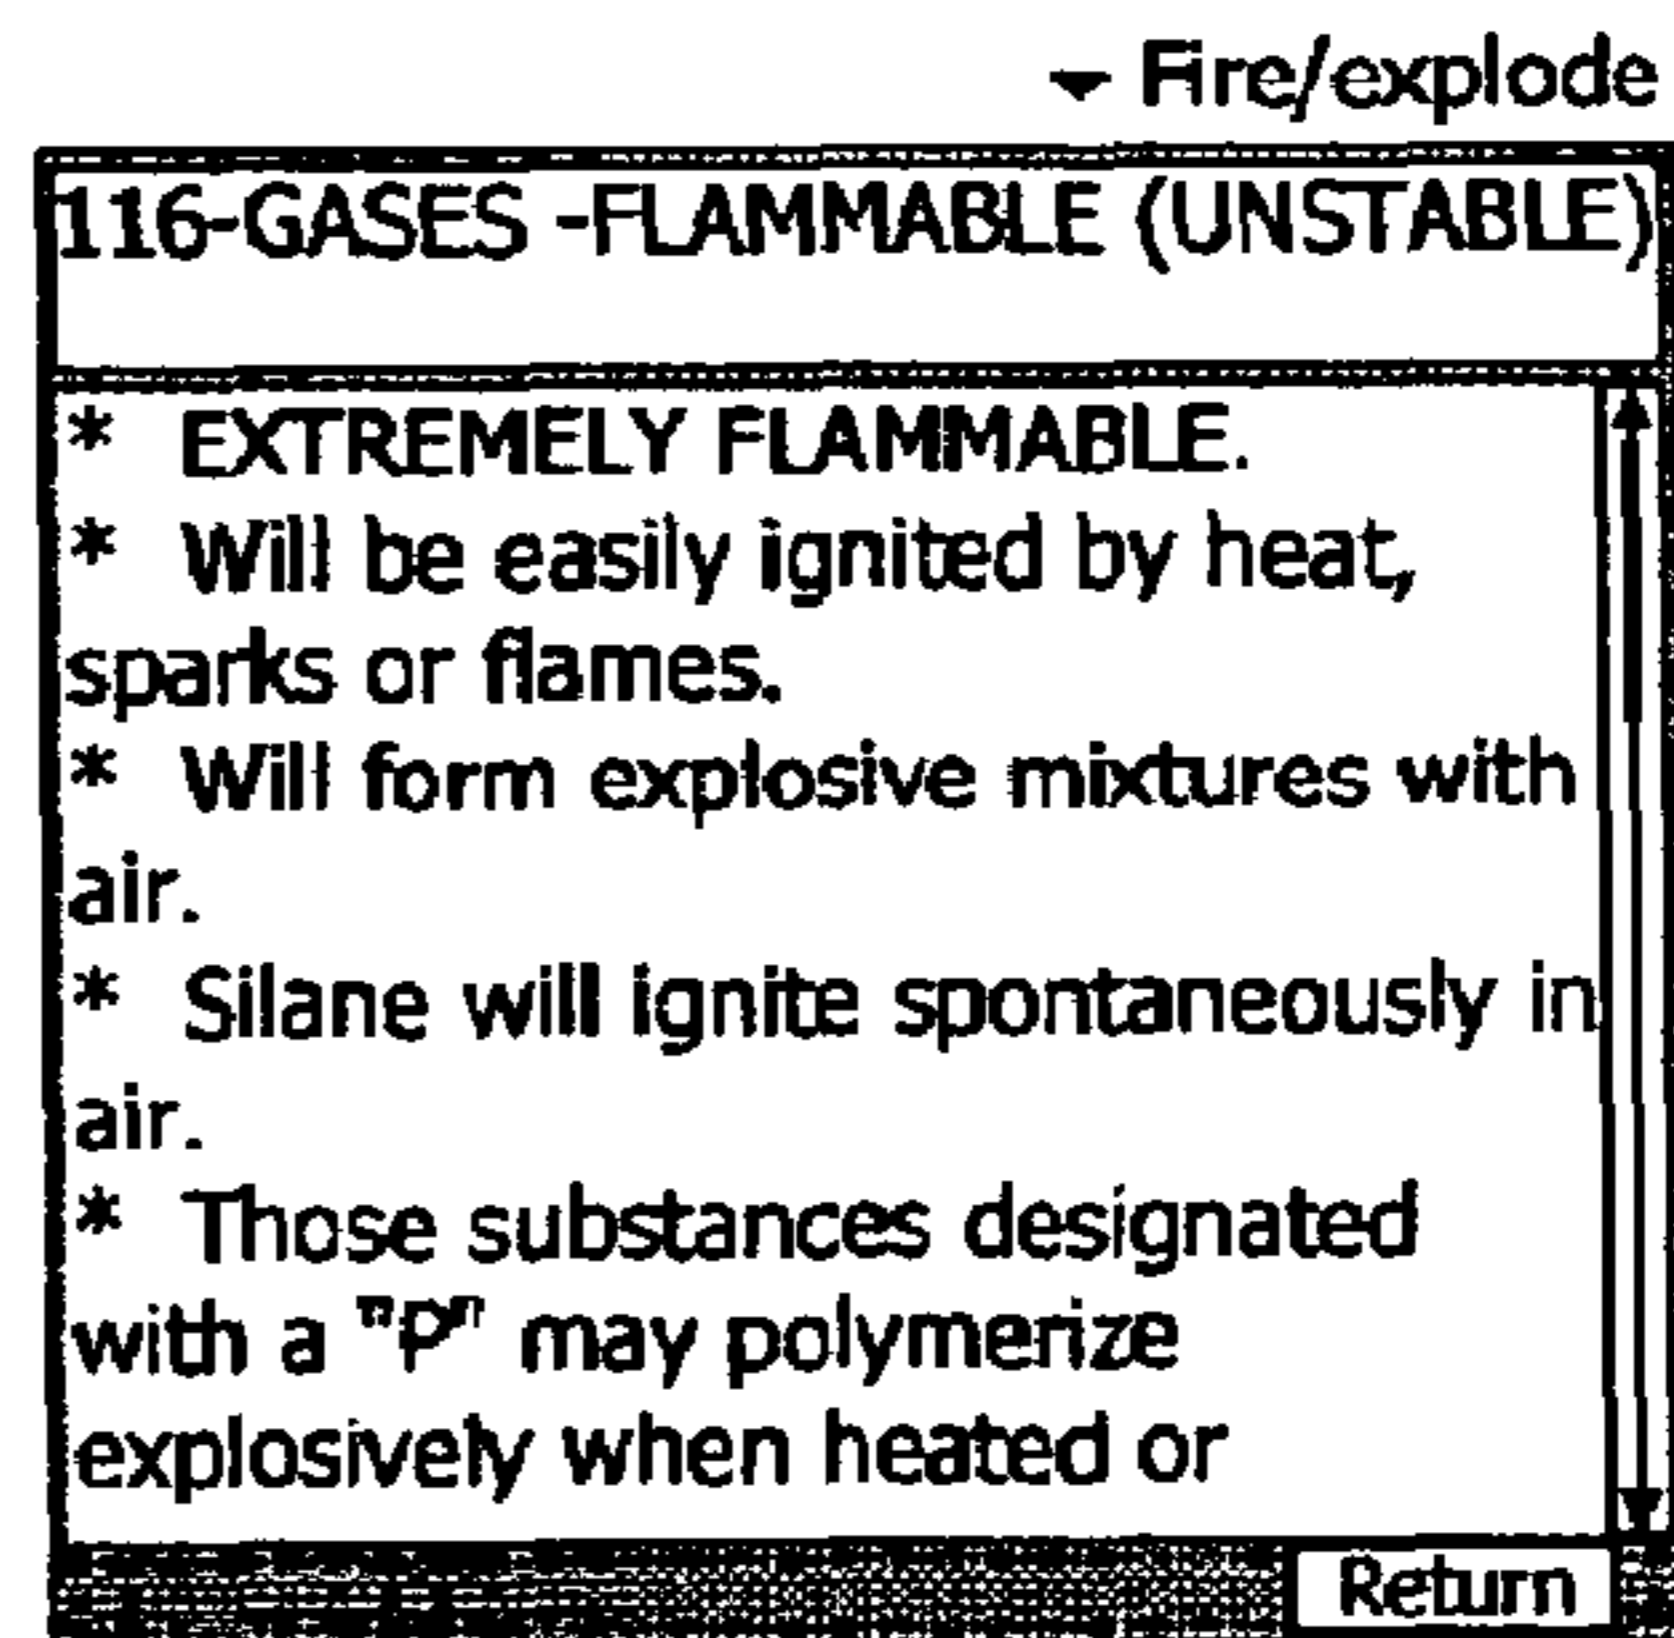 Fire/explode
116-GASES -FLAMMABLE (UNSTABLE)
* EXTREMELY FLAMMABLE.
* Will be easily ignited by heat,
sparks or flames.
* Will form explosive mixtures with
air.
* Silane will ignite spontaneously in
air.
* Those substances designated
with a "P" may polymerize
explosively when heated or
Return